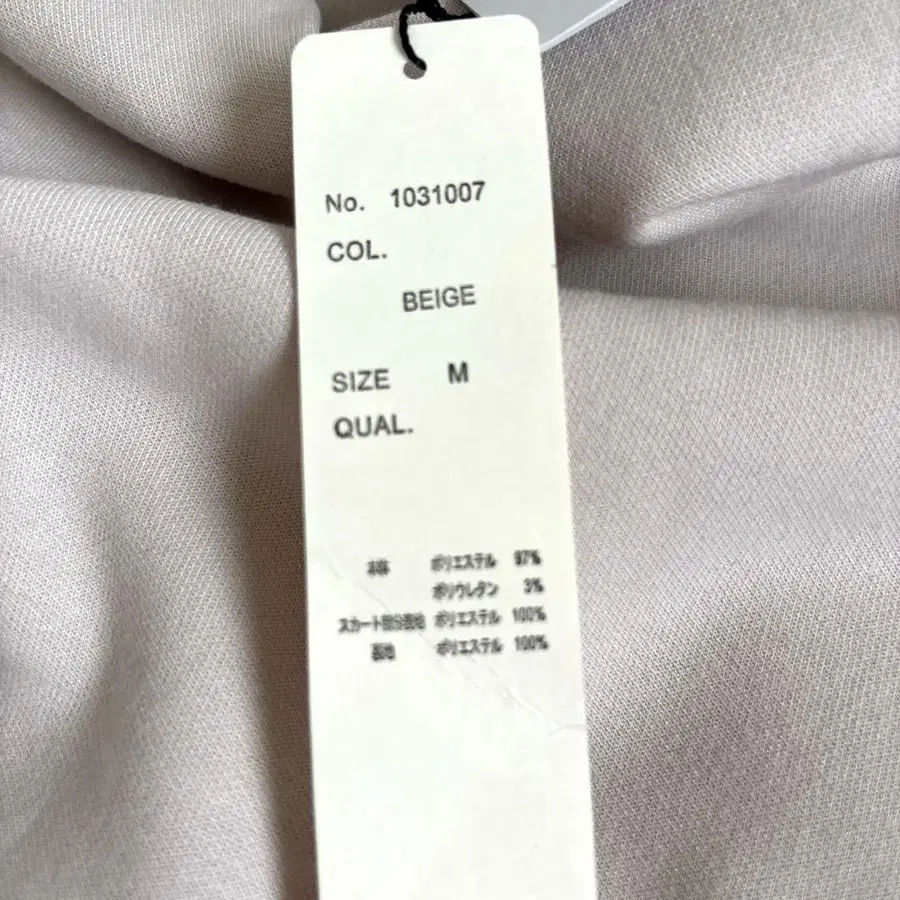 No. 1031007
COL.
BEIGE
SIZE M
QUAL.
本体 ポリエステル 97%
ポリウレタン 3%
スカート部分表地 ポリエステル 100%
裏地 ポリエステル 100%